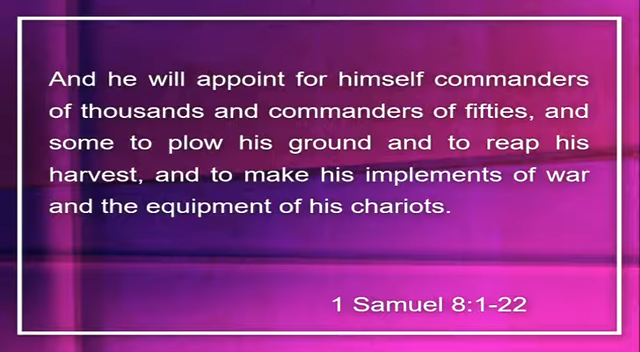 And he will appoint for himself commanders
of thousands and commanders of fifties, and
some to plow his ground and to reap his
harvest, and to make his implements of war
and the equipment of his chariots.
1 Samuel 8:1-22